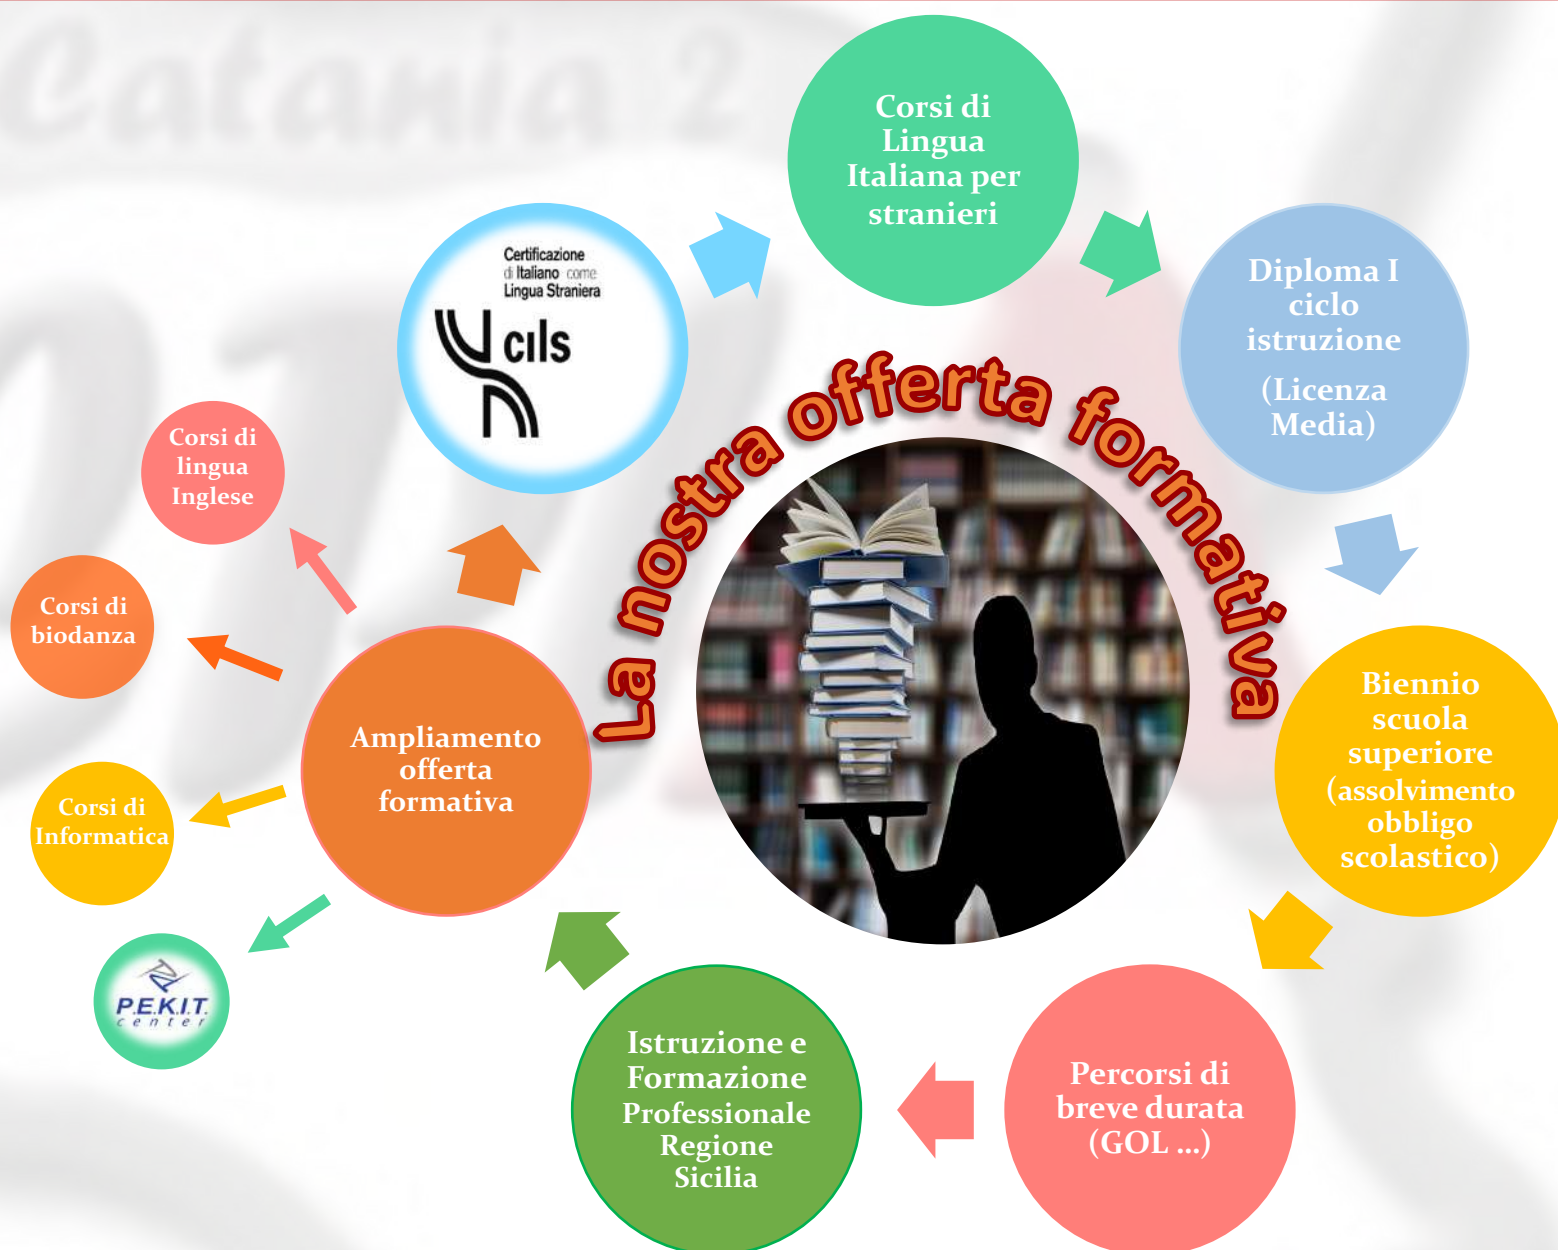 Catania 2
Corsi di
Lingua
Italiana per
stranieri
Diploma I
ciclo
istruzione
(Licenza
Media)
Biennio
scuola
superiore
(assolvimento
obbligo
scolastico)
Percorsi di
breve durata
(GOL ...)
Istruzione e
Formazione
Professionale
Regione
Sicilia
Ampliamento
offerta
formativa
Certificazione
di Italiano come
Lingua Straniera
cils
Corsi di
lingua
Inglese
Corsi di
biodanza
Corsi di
Informatica
P.E.K.I.T.
center
La nostra offerta formativa